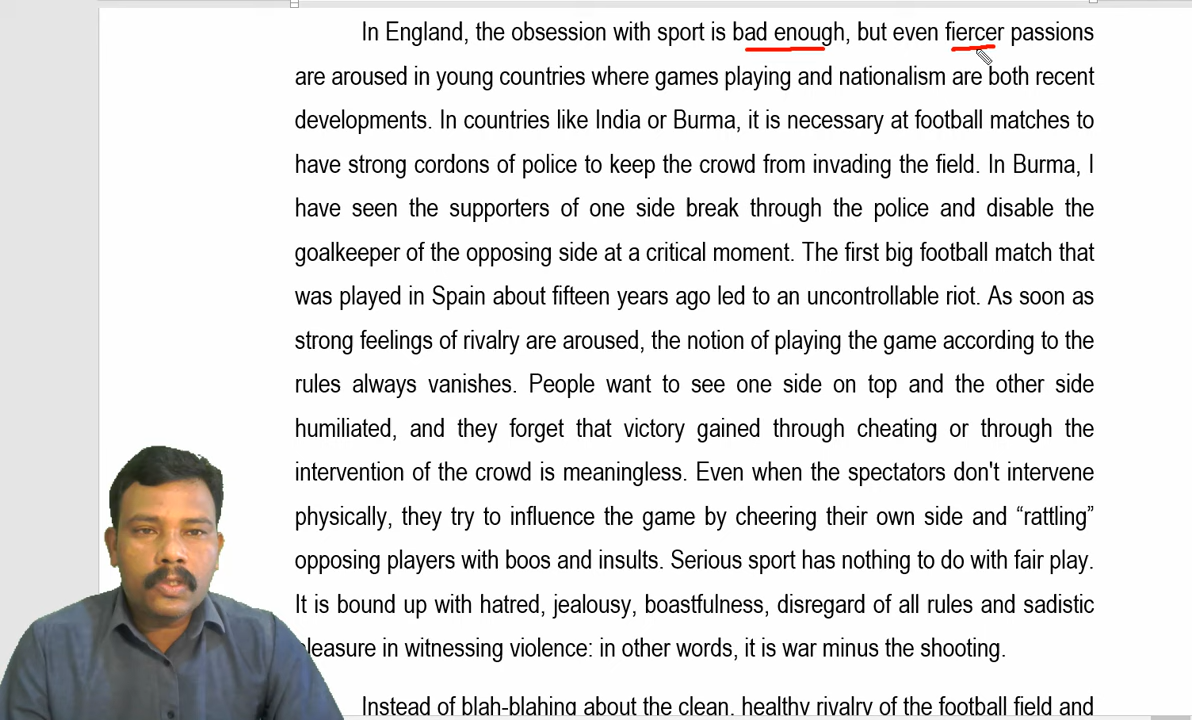 In England, the obsession with sport is bad enough, but even fiercer passions
are aroused in young countries where games playing and nationalism are both recent
developments. In countries like India or Burma, it is necessary at football matches to
have strong cordons of police to keep the crowd from invading the field. In Burma, I
have seen the supporters of one side break through the police and disable the
goalkeeper of the opposing side at a critical moment. The first big football match that
was played in Spain about fifteen years ago led to an uncontrollable riot. As soon as
strong feelings of rivalry are aroused, the notion of playing the game according to the
rules always vanishes. People want to see one side on top and the other side
humiliated, and they forget that victory gained through cheating or through the
intervention of the crowd is meaningless. Even when the spectators don't intervene
physically, they try to influence the game by cheering their own side and “rattling”
opposing players with boos and insults. Serious sport has nothing to do with fair play.
It is bound up with hatred, jealousy, boastfulness, disregard of all rules and sadistic
pleasure in witnessing violence: in other words, it is war minus the shooting.
Instead of blah-blahing about the clean, healthy rivalry of the football field and